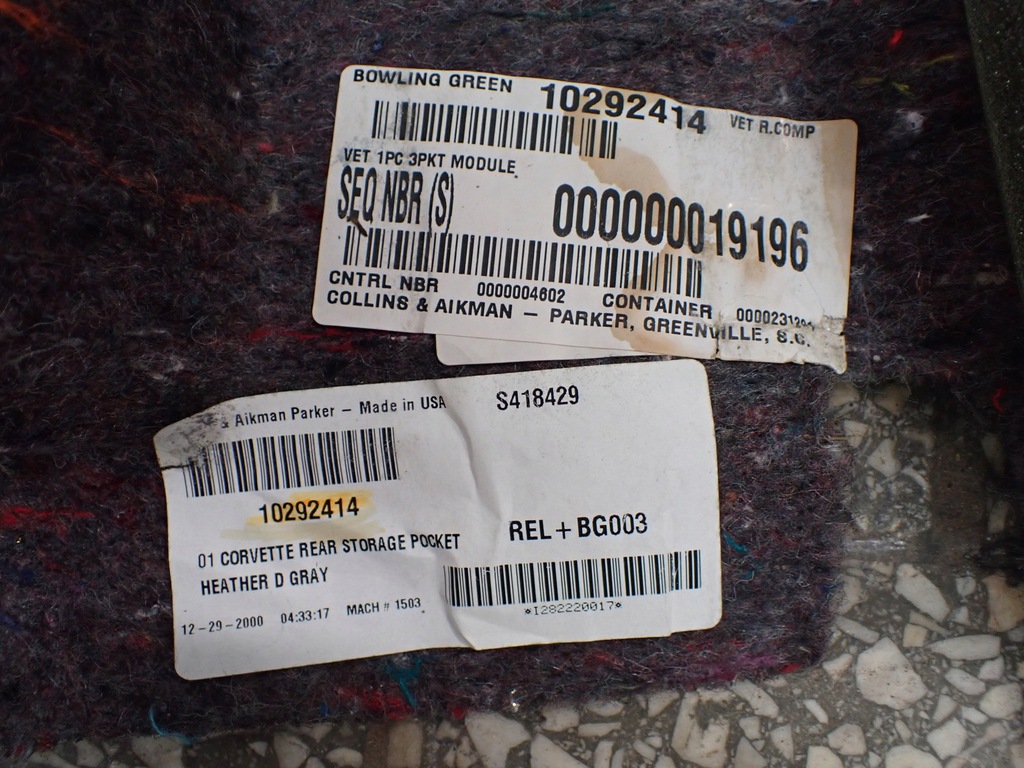 BOWLING GREEN 10292414 VET R.COMP
VET 1PC 3PKT MODULE
SEQ NBR (S) 000000019196
CNTRL NBR 0000004602 CONTAINER
COLLINS & AIKMAN — PARKER, GREENVILLE, S.C.
& Aikman Parker — Made in USA S418429
10292414
REL + BG003
01 CORVETTE REAR STORAGE POCKET
HEATHER D GRAY
*I282220017*
12-29-2000 04:33:17 MACH # 1503